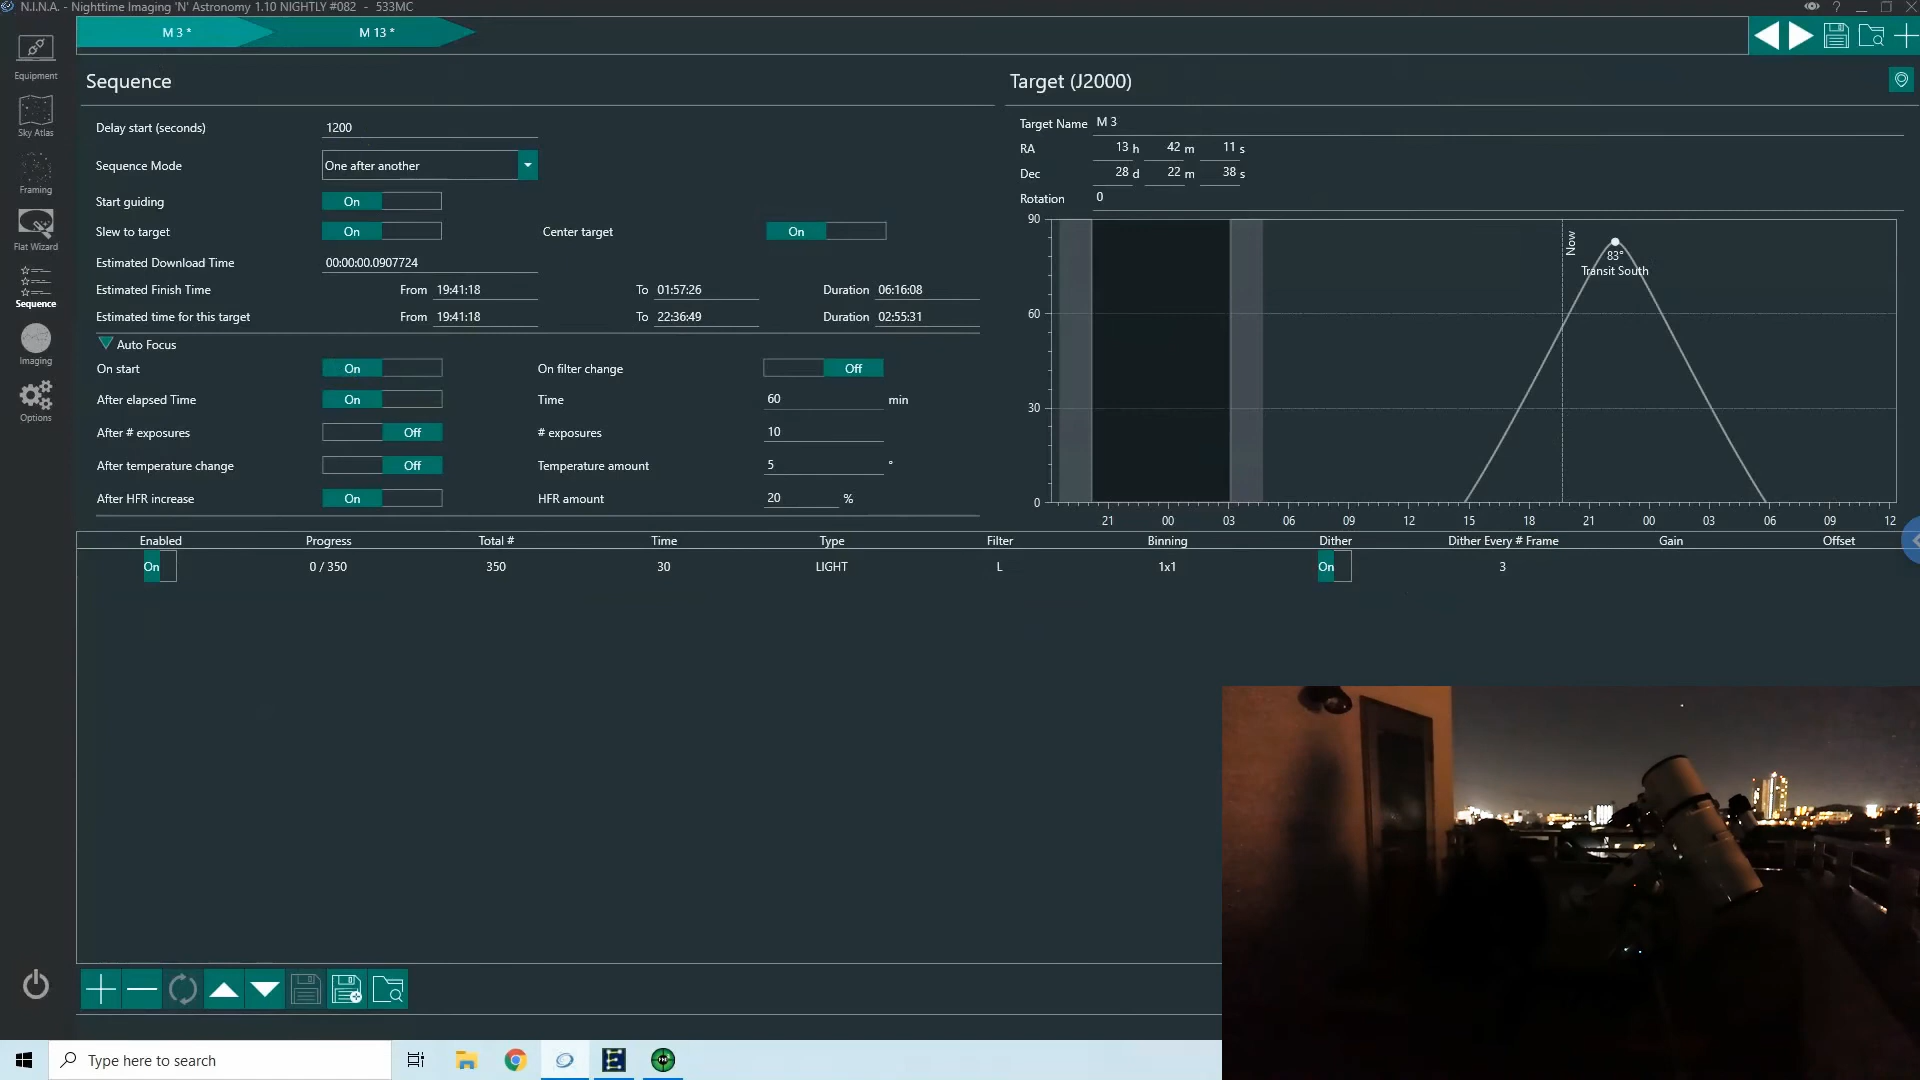 N.I.N.A. - Nighttime Imaging 'N' Astronomy 1.10 NIGHTLY #082 - 533MC
M 3 * M 13 *
Equipment
Sky Atlas
Framing
Flat Wizard
Sequence
Imaging
Options
Sequence
Delay start (seconds) 1200
Sequence Mode One after another
Start guiding On
Slew to target On Center target On
Estimated Download Time 00:00:00.0907724
Estimated Finish Time From 19:41:18 To 01:57:26 Duration 06:16:08
Estimated time for this target From 19:41:18 To 22:36:49 Duration 02:55:31
Auto Focus
On start On On filter change Off
After elapsed Time On Time 60 min
After # exposures Off # exposures 10
After temperature change Off Temperature amount 5 °
After HFR increase On HFR amount 20 %
Target (J2000)
Target Name M 3
RA 13 h 42 m 11 s
Dec 28 d 22 m 38 s
Rotation 0
90
60
30
0
Now
83°
Transit South
21 00 03 06 09 12 15 18 21 00 03 06 09 12
Enabled Progress Total # Time Type Filter Binning Dither Dither Every # Frame Gain Offset
On 0 / 350 350 30 LIGHT L 1x1 On 3
Type here to search